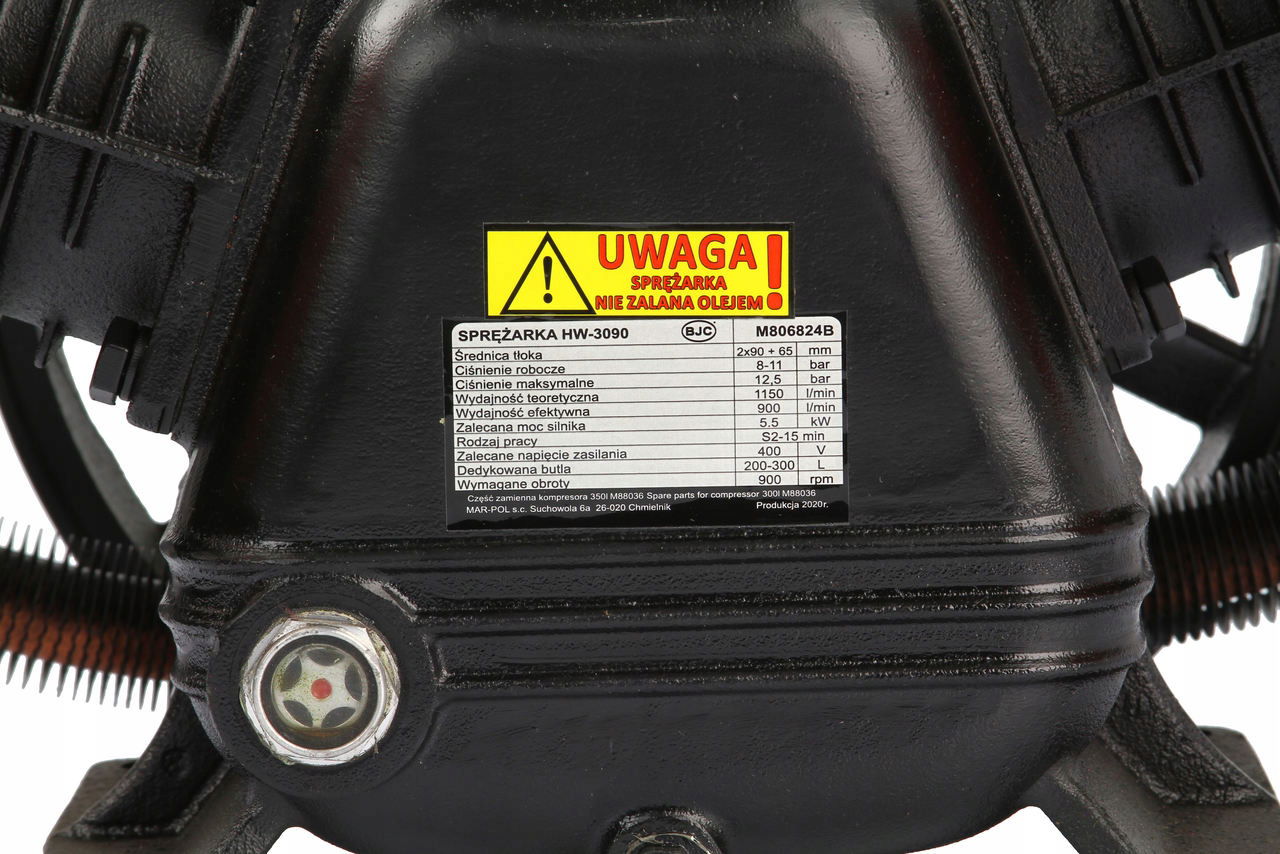 UWAGA !
SPRĘŻARKA
NIE ZALANA OLEJEM
SPRĘŻARKA HW-3090 BJC M806824B
Średnica tłoka 2x90 + 65 mm
Ciśnienie robocze 8-11 bar
Ciśnienie maksymalne 12,5 bar
Wydajność teoretyczna 1150 l/min
Wydajność efektywna 900 l/min
Zalecana moc silnika 5.5 kW
Rodzaj pracy S2-15 min
Zalecane napięcie zasilania 400 V
Dedykowana butla 200-300 L
Wymagane obroty 900 rpm
Część zamienna kompresora 350l M88036 Spare parts for compressor 300l M88036
MAR-POL s.c. Suchowola 6a 26-020 Chmielnik Produkcja 2020r.